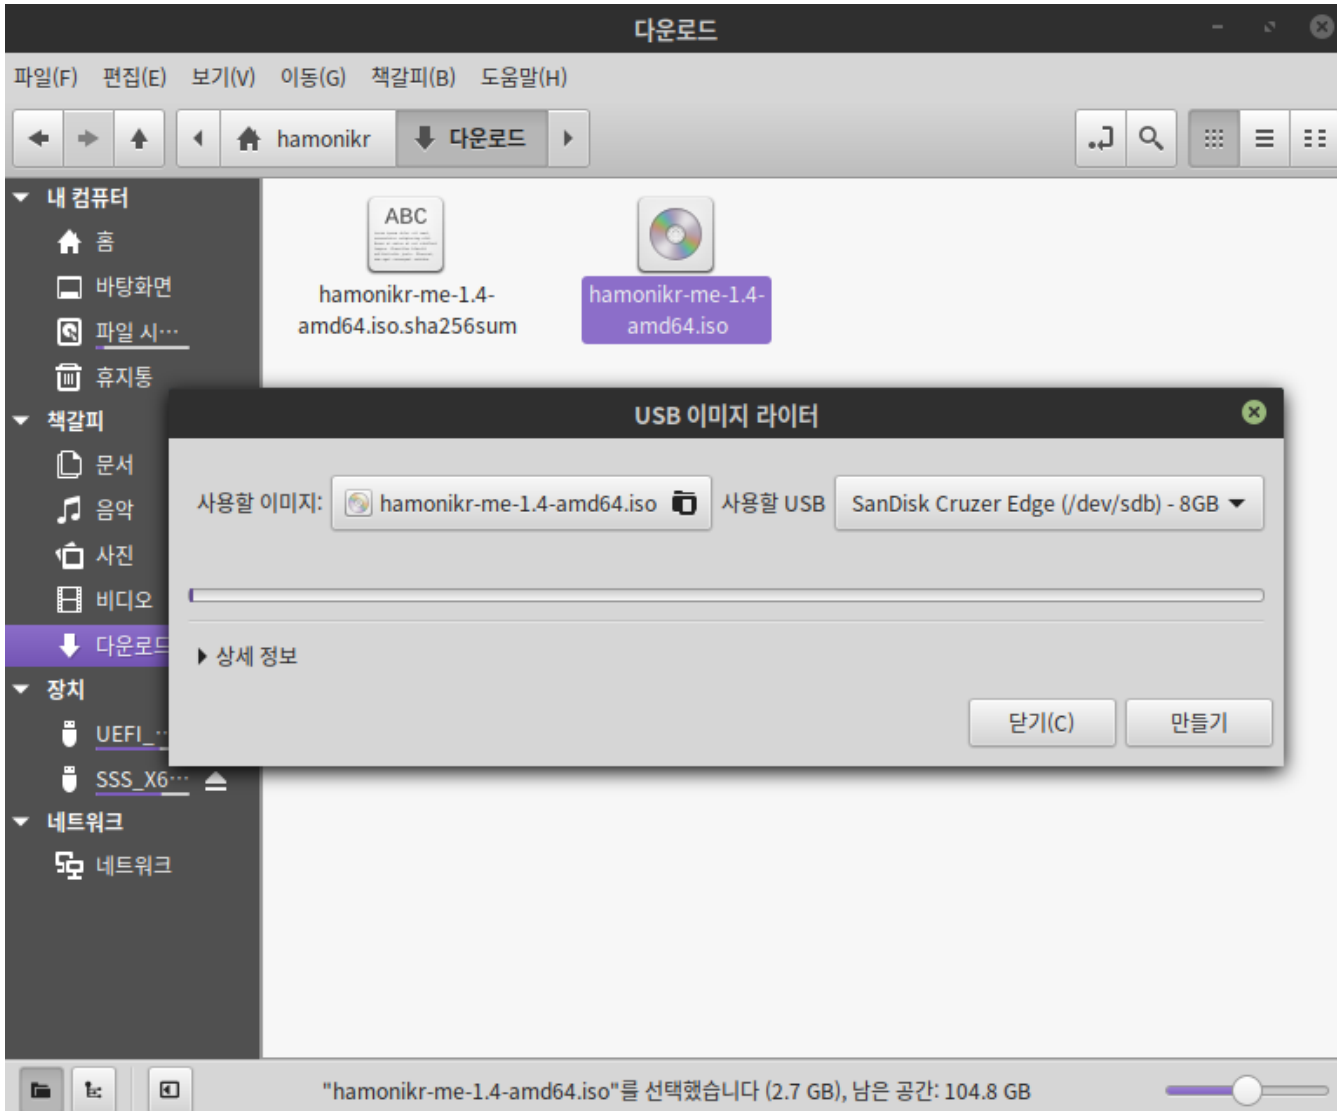 다운로드
파일(F) 편집(E) 보기(V) 이동(G) 책갈피(B) 도움말(H)
hamonikr 다운로드
내 컴퓨터
홈
바탕화면
파일 시…
휴지통
책갈피
문서
음악
사진
비디오
다운로드
장치
UEFI_…
SSS_X6…
네트워크
네트워크
ABC
hamonikr-me-1.4-
amd64.iso.sha256sum
hamonikr-me-1.4-
amd64.iso
USB 이미지 라이터
사용할 이미지: hamonikr-me-1.4-amd64.iso 사용할 USB SanDisk Cruzer Edge (/dev/sdb) - 8GB
상세 정보
닫기(C) 만들기
"hamonikr-me-1.4-amd64.iso"를 선택했습니다 (2.7 GB), 남은 공간: 104.8 GB